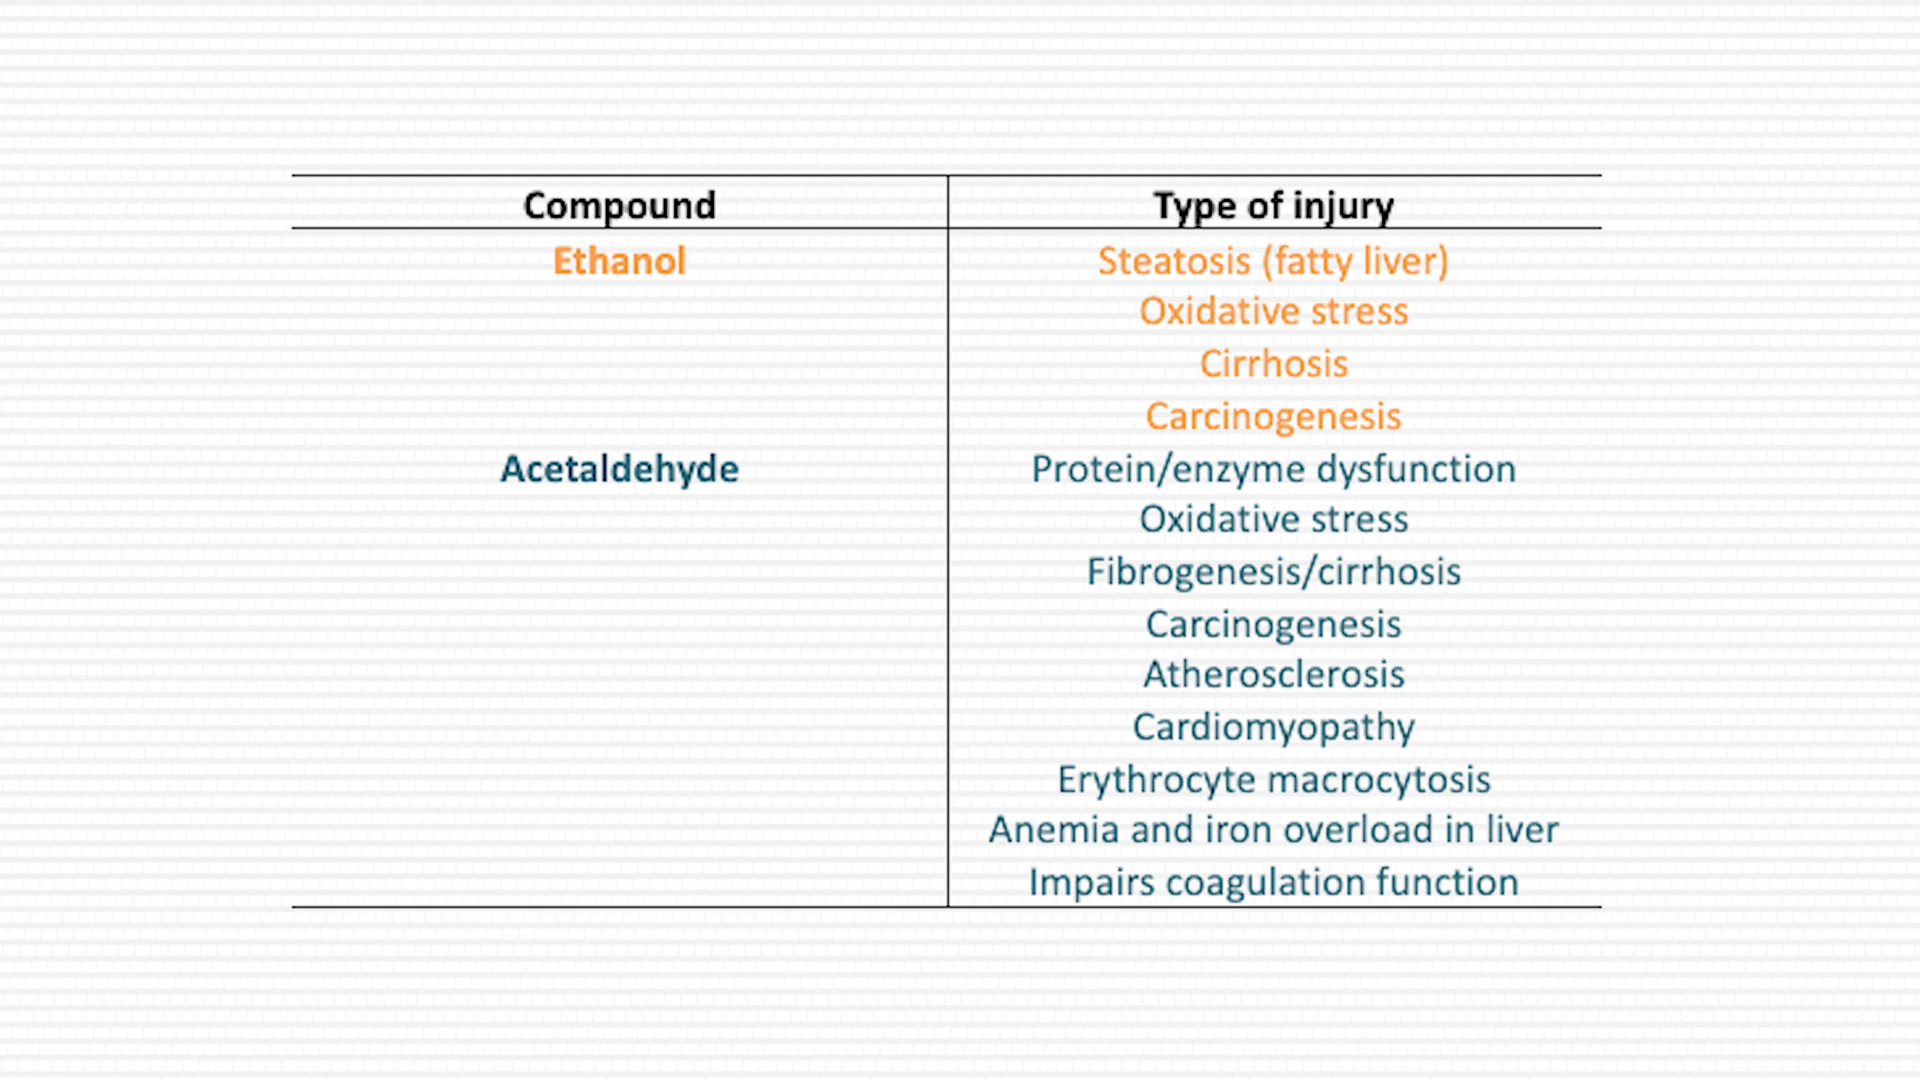 Compound Type of injury
Ethanol Steatosis (fatty liver)
Oxidative stress
Cirrhosis
Carcinogenesis
Acetaldehyde Protein/enzyme dysfunction
Oxidative stress
Fibrogenesis/cirrhosis
Carcinogenesis
Atherosclerosis
Cardiomyopathy
Erythrocyte macrocytosis
Anemia and iron overload in liver
Impairs coagulation function